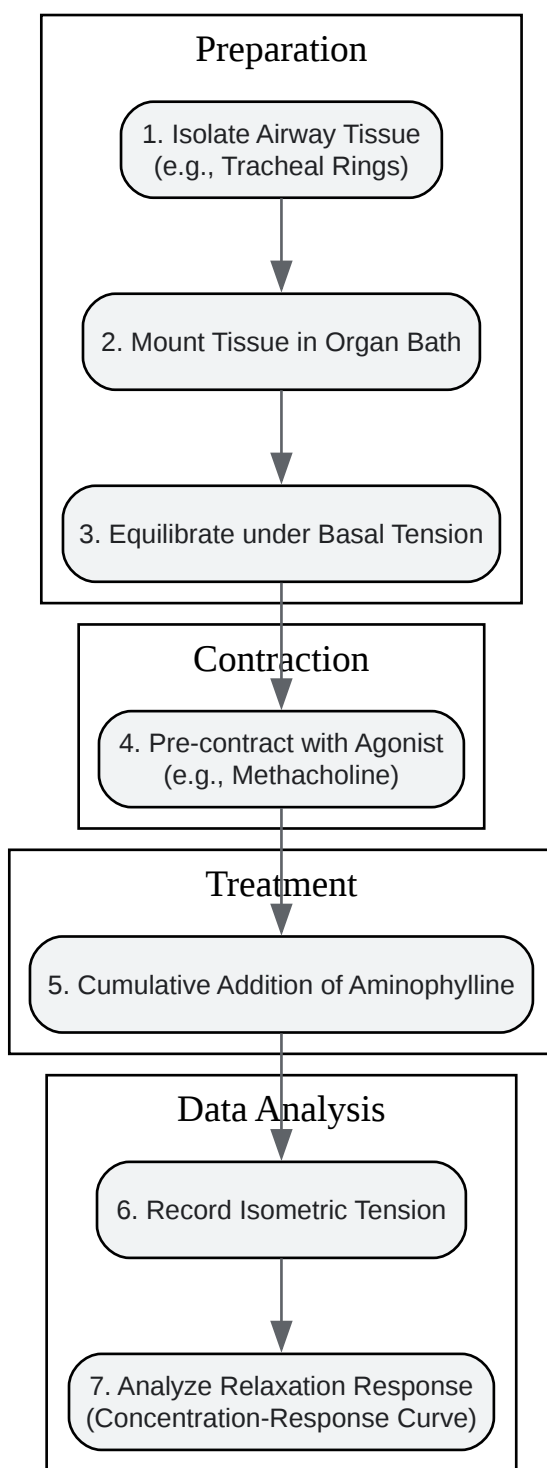 Preparation
1. Isolate Airway Tissue
(e.g., Tracheal Rings)
2. Mount Tissue in Organ Bath
3. Equilibrate under Basal Tension
Contraction
4. Pre-contract with Agonist
(e.g., Methacholine)
Treatment
5. Cumulative Addition of Aminophylline
Data Analysis
6. Record Isometric Tension
7. Analyze Relaxation Response
(Concentration-Response Curve)